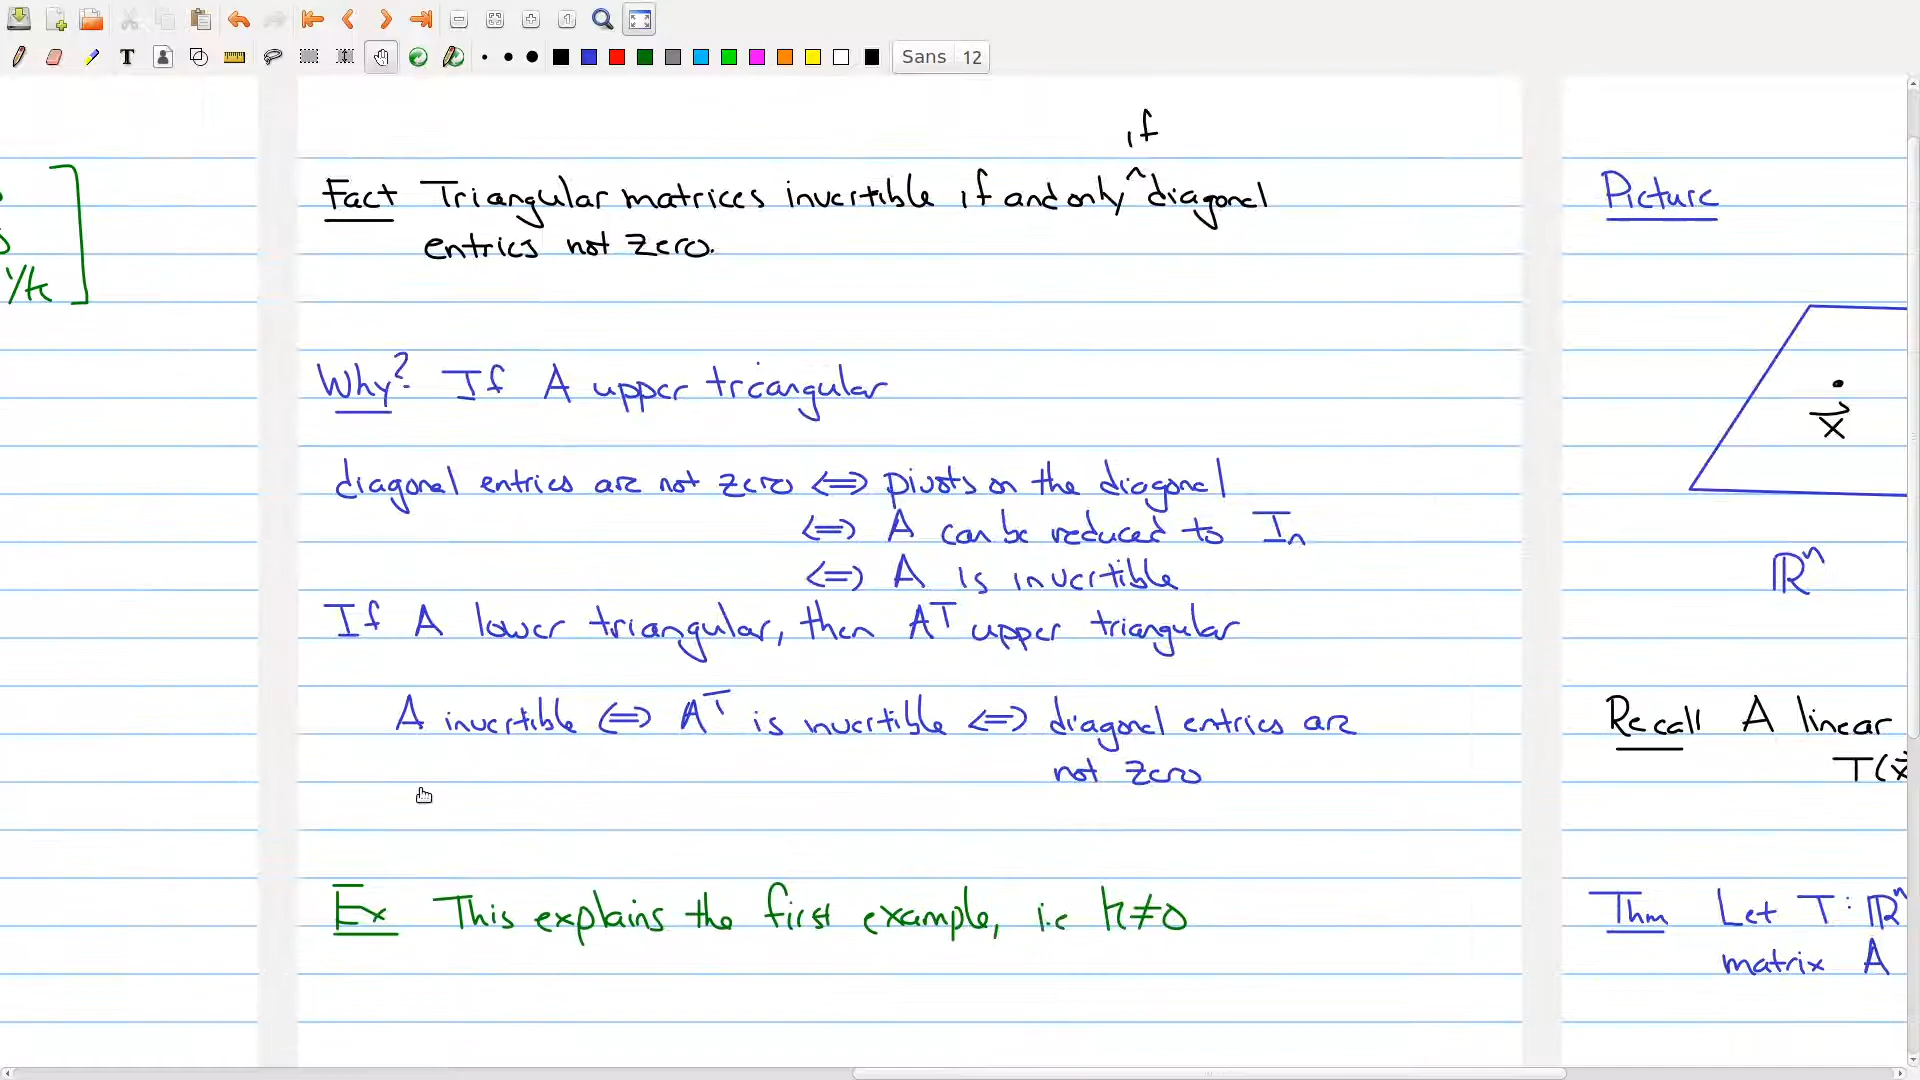 Sans 12
1/k
if
Fact Triangular matrices invertible if and only ^ diagonal
entries not zero.
Why? If A upper triangular
diagonal entries are not zero ⟺ pivots on the diagonal
⟺ A can be reduced to Iₙ
⟺ A is invertible
If A lower triangular, then Aᵀ upper triangular
A invertible ⟺ Aᵀ is invertible ⟺ diagonal entries are
not zero
Ex This explains the first example, i.e k≠0
Picture
x⃗
ℝⁿ
Recall A linear
T(x⃗
Thm Let T: ℝⁿ
matrix A